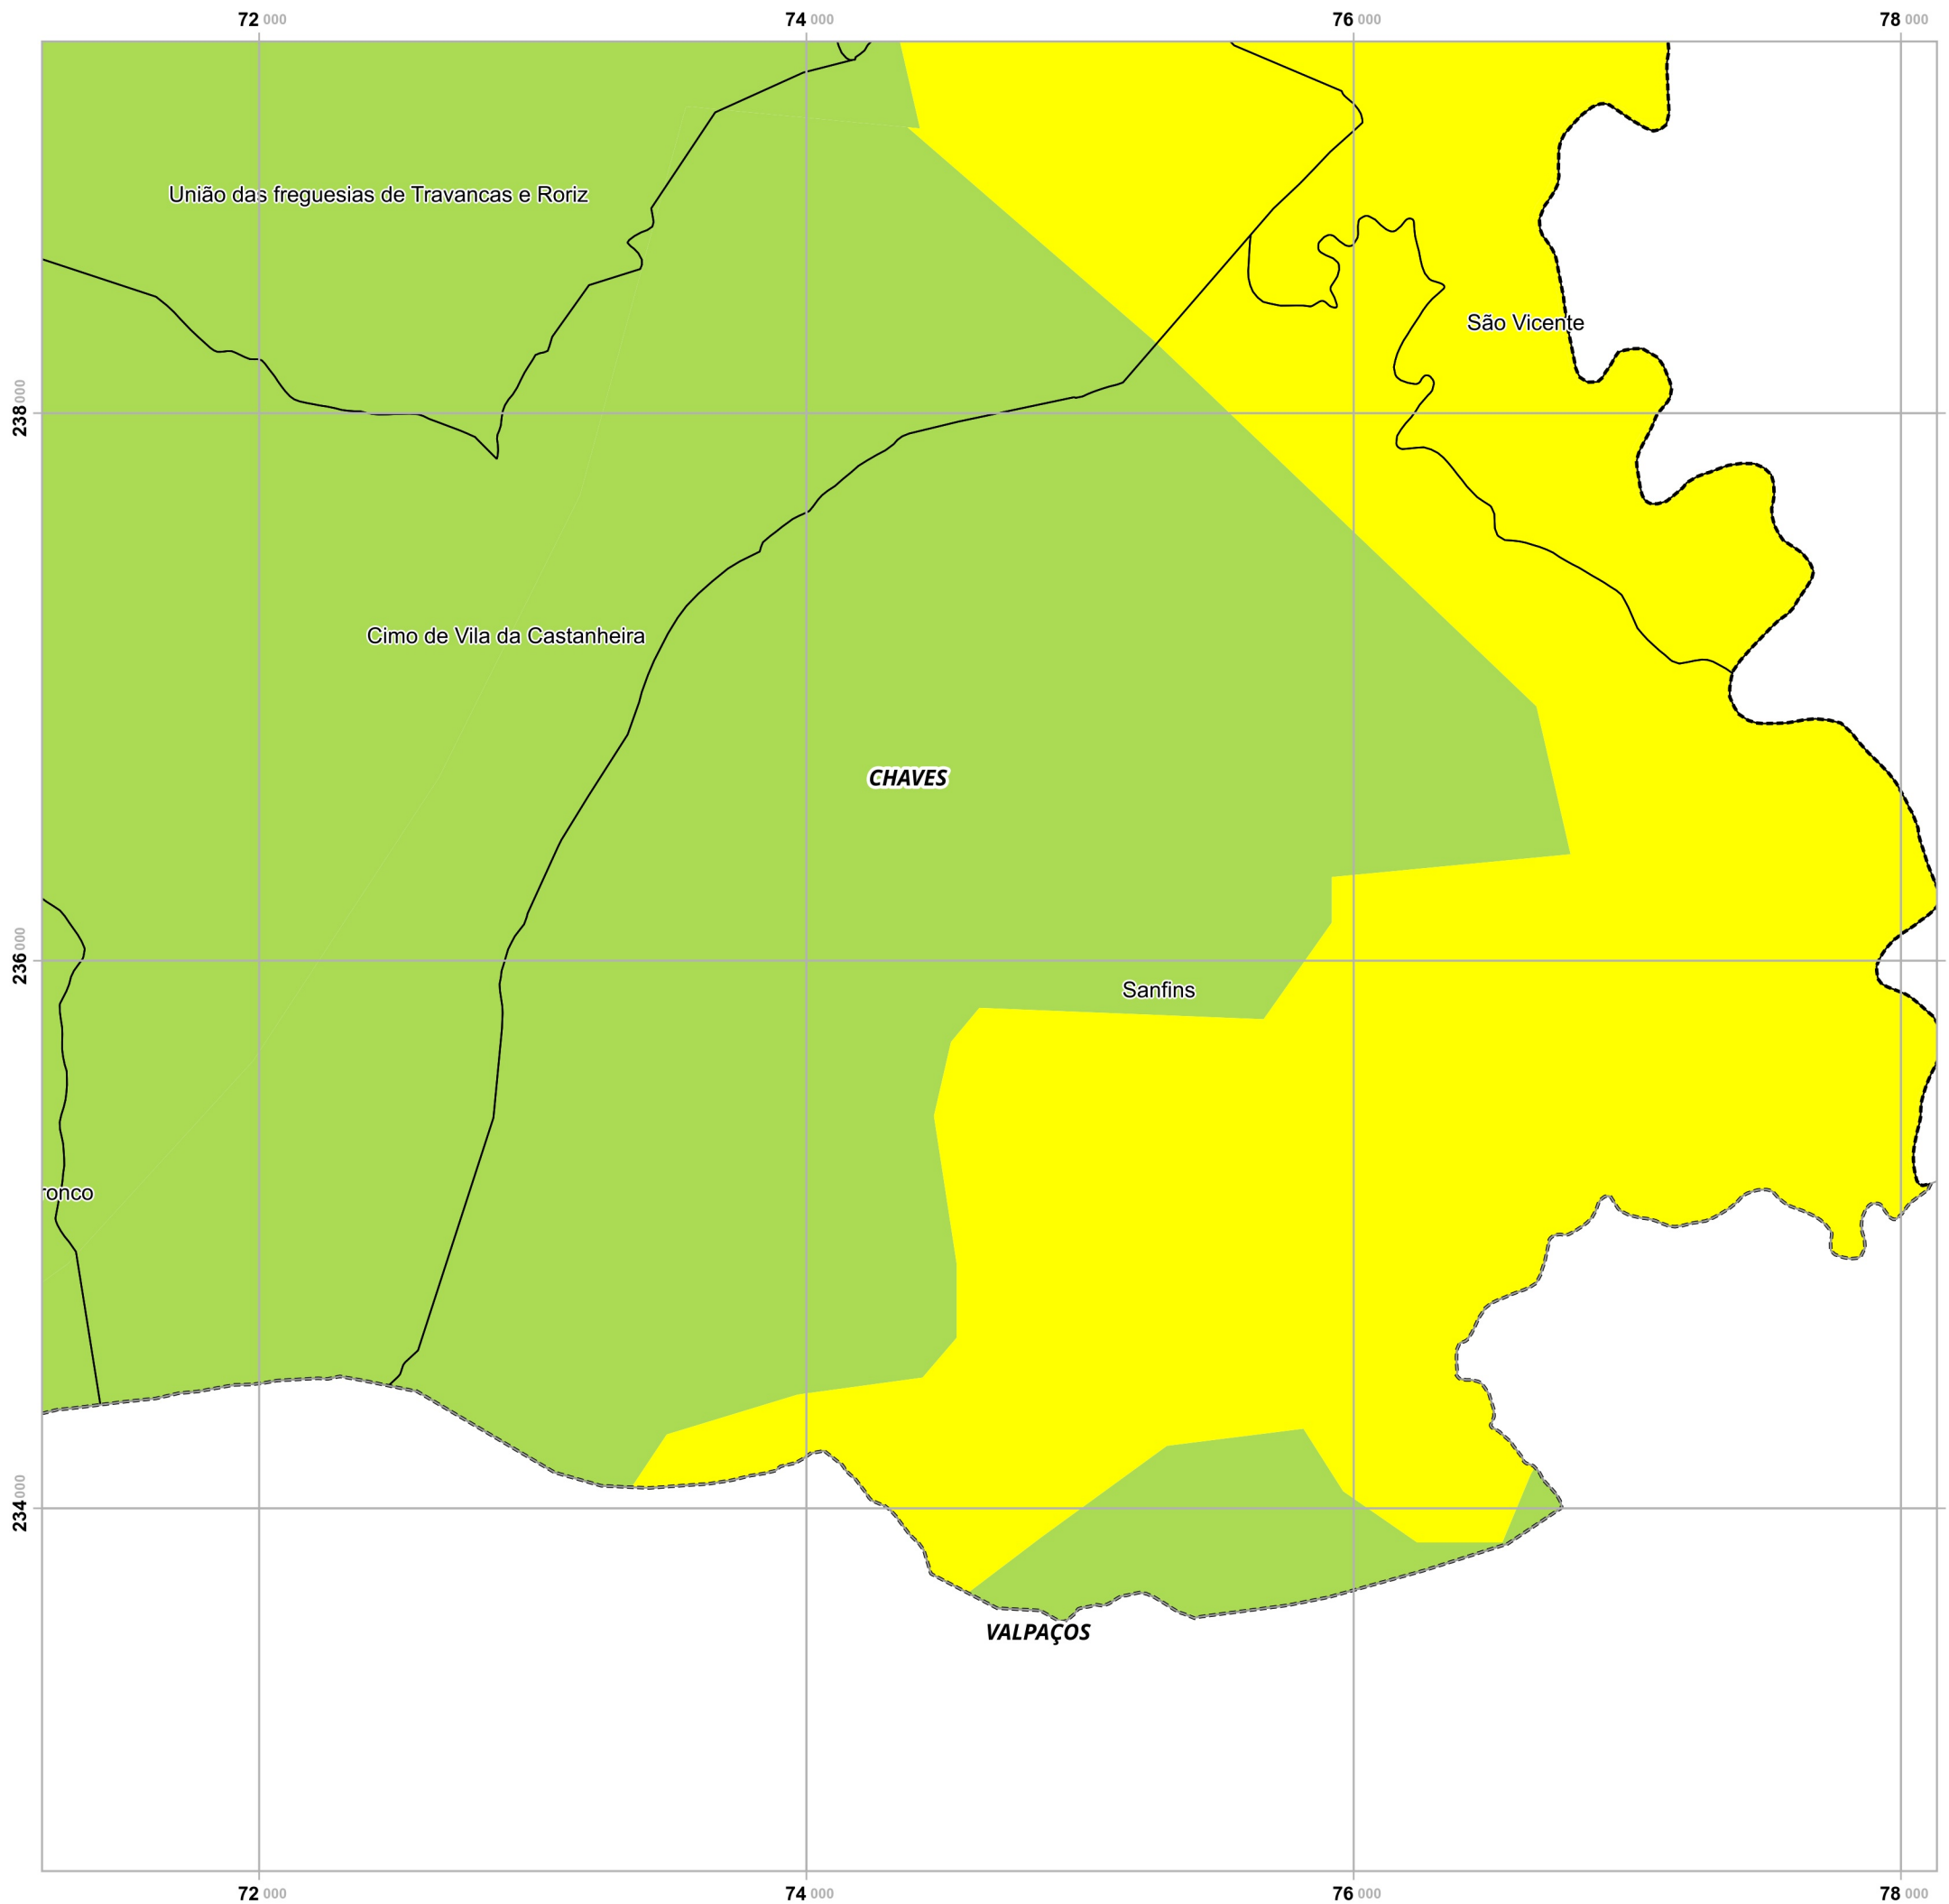 72 000 74 000 76 000 78 000
União das freguesias de Travancas e Roriz
São Vicente
238 000
Cimo de Vila da Castanheira
CHAVES
236 000
Sanfins
ronco
234 000
VALPAÇOS
72 000 74 000 76 000 78 000